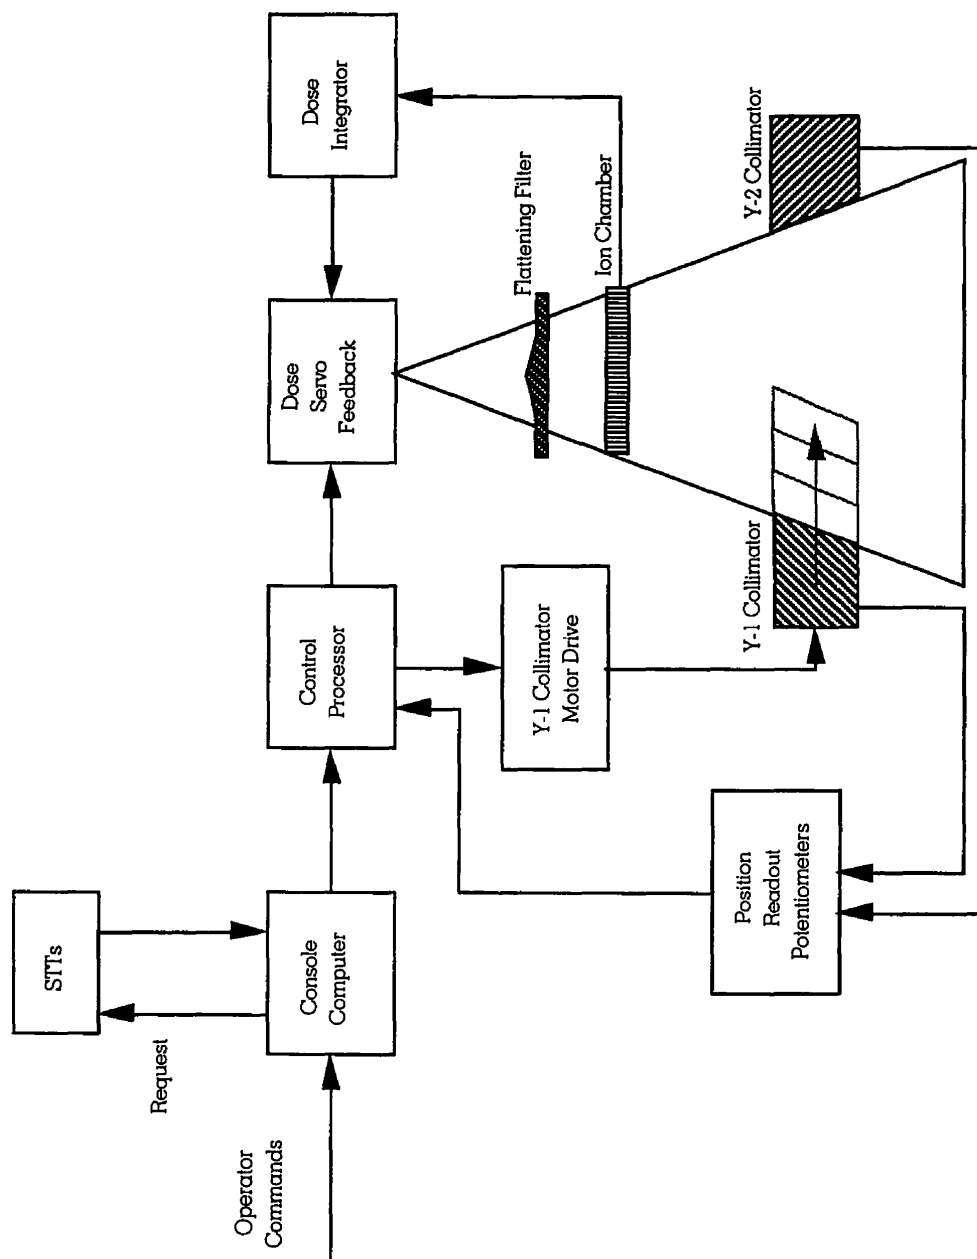 Operator
Commands
Request
STTs
Console
Computer
Control
Processor
Dose
Servo
Feedback
Dose
Integrator
Flattening Filter
Ion Chamber
Y-1 Collimator
Motor Drive
Position
Readout
Potentiometers
Y-1 Collimator
Y-2 Collimator